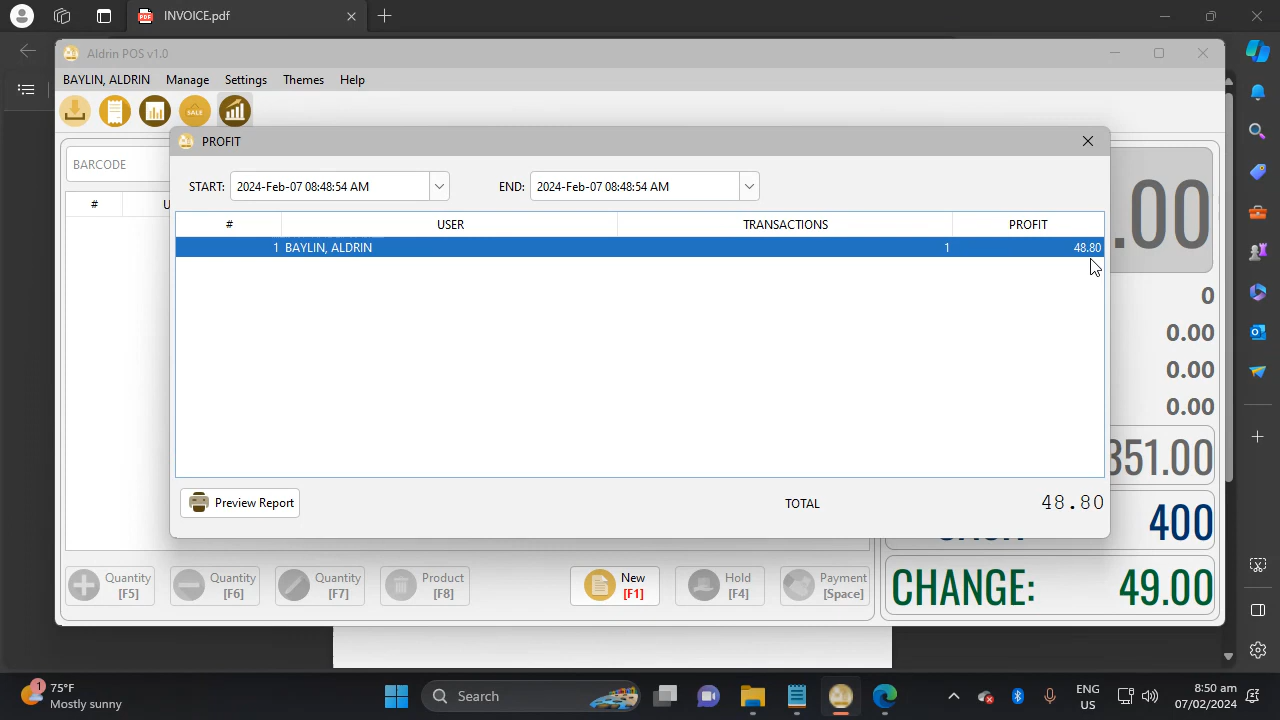 INVOICE.pdf
Aldrin POS v1.0
BAYLIN, ALDRIN Manage Settings Themes Help
SALE
PROFIT
BARCODE
START: 2024-Feb-07 08:48:54 AM END: 2024-Feb-07 08:48:54 AM
# U
# USER TRANSACTIONS PROFIT
1 BAYLIN, ALDRIN 1 48.80
.00
0
0.00
0.00
0.00
351.00
Preview Report TOTAL 48.80
400
Quantity [F5]
Quantity [F6]
Quantity [F7]
Product [F8]
New [F1]
Hold [F4]
Payment [Space]
CHANGE: 49.00
1
75°F
Mostly sunny
Search
ENG
US
8:50 am
07/02/2024